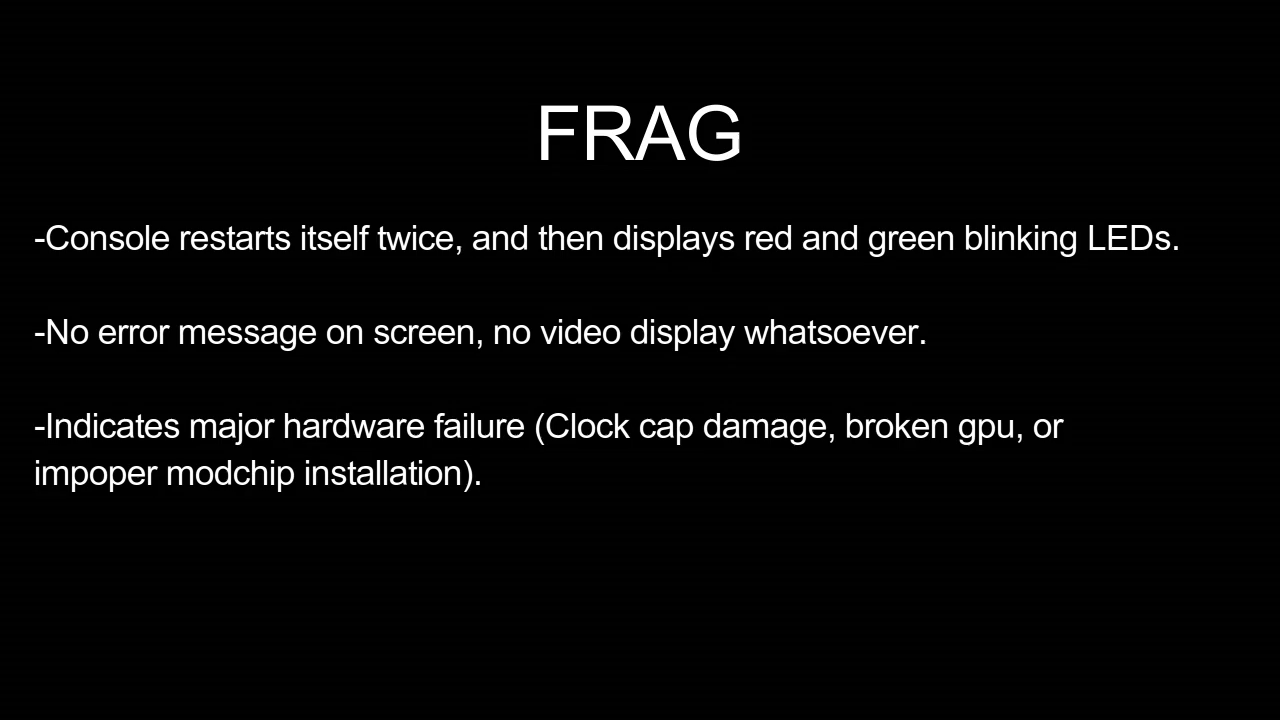 FRAG
-Console restarts itself twice, and then displays red and green blinking LEDs.
-No error message on screen, no video display whatsoever.
-Indicates major hardware failure (Clock cap damage, broken gpu, or
impoper modchip installation).